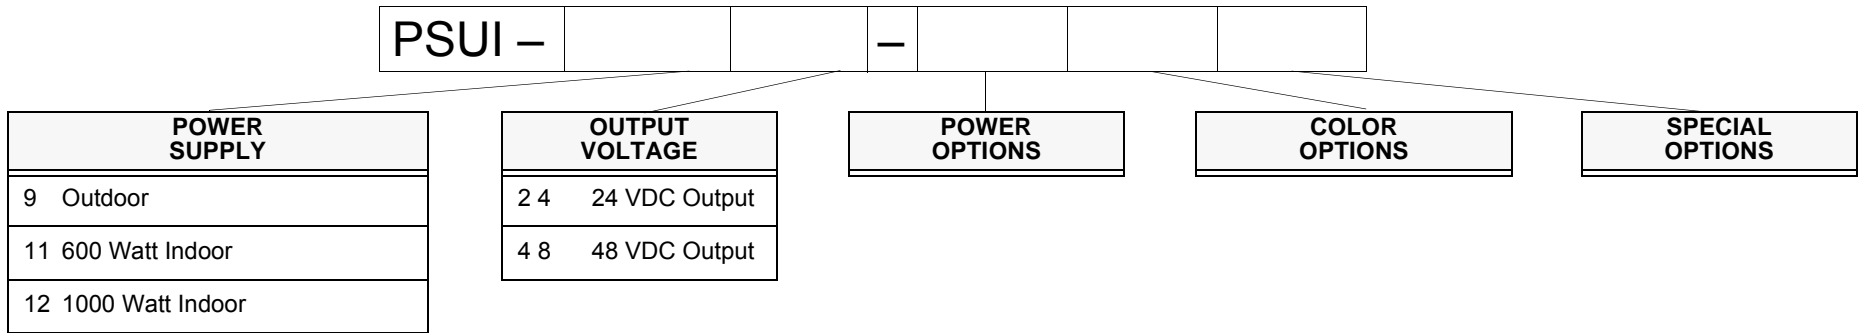 PSUI – –
POWER SUPPLY
9 Outdoor
11 600 Watt Indoor
12 1000 Watt Indoor
OUTPUT VOLTAGE
2 4 24 VDC Output
4 8 48 VDC Output
POWER OPTIONS
COLOR OPTIONS
SPECIAL OPTIONS